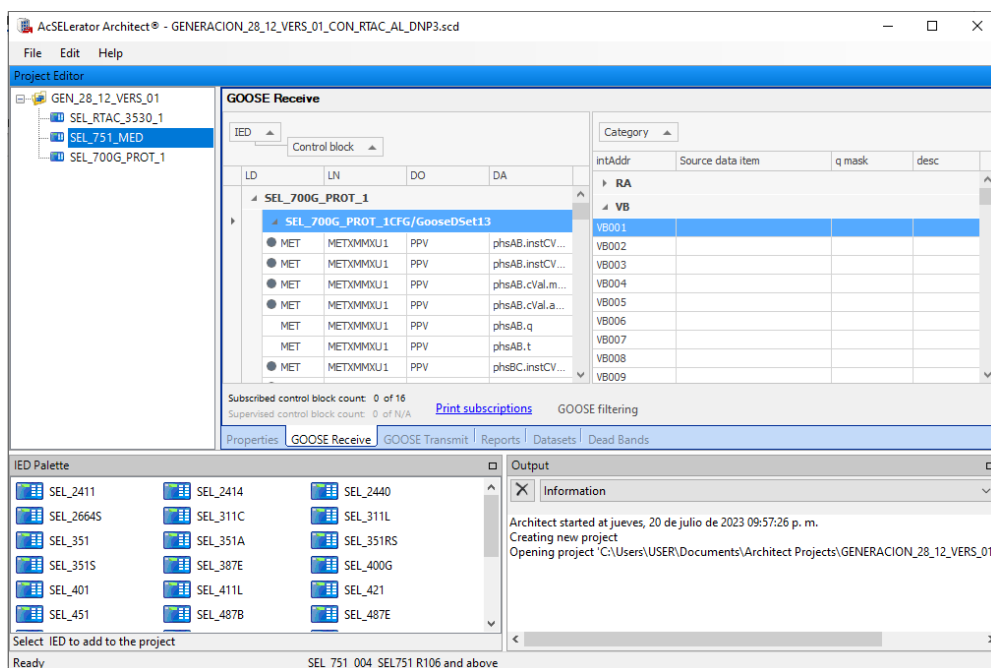 AcSELerator Architect® - GENERACION_28_12_VERS_01_CON_RTAC_AL_DNP3.scd
File Edit Help
Project Editor
GEN_28_12_VERS_01
SEL_RTAC_3530_1
SEL_751_MED
SEL_700G_PROT_1
GOOSE Receive
IED
Control block
LD LN DO DA
SEL_700G_PROT_1
SEL_700G_PROT_1CFG/GooseDSet13
MET METXMMXU1 PPV phsAB.instCV...
MET METXMMXU1 PPV phsAB.instCV...
MET METXMMXU1 PPV phsAB.cVal.m...
MET METXMMXU1 PPV phsAB.cVal.a...
MET METXMMXU1 PPV phsAB.q
MET METXMMXU1 PPV phsAB.t
MET METXMMXU1 PPV phsBC.instCV...
Category
intAddr Source data item q mask desc
RA
VB
VB001
VB002
VB003
VB004
VB005
VB006
VB007
VB008
VB009
Subscribed control block count: 0 of 16
Supervised control block count: 0 of N/A
Print subscriptions GOOSE filtering
Properties GOOSE Receive GOOSE Transmit Reports Datasets Dead Bands
IED Palette
SEL_2411 SEL_2414 SEL_2440
SEL_2664S SEL_311C SEL_311L
SEL_351 SEL_351A SEL_351RS
SEL_351S SEL_387E SEL_400G
SEL_401 SEL_411L SEL_421
SEL_451 SEL_487B SEL_487E
Select IED to add to the project
Output
Information
Architect started at jueves, 20 de julio de 2023 09:57:26 p. m.
Creating new project
Opening project 'C:\Users\USER\Documents\Architect Projects\GENERACION_28_12_VERS_01
Ready SEL_751_004 SEL751 R106 and above